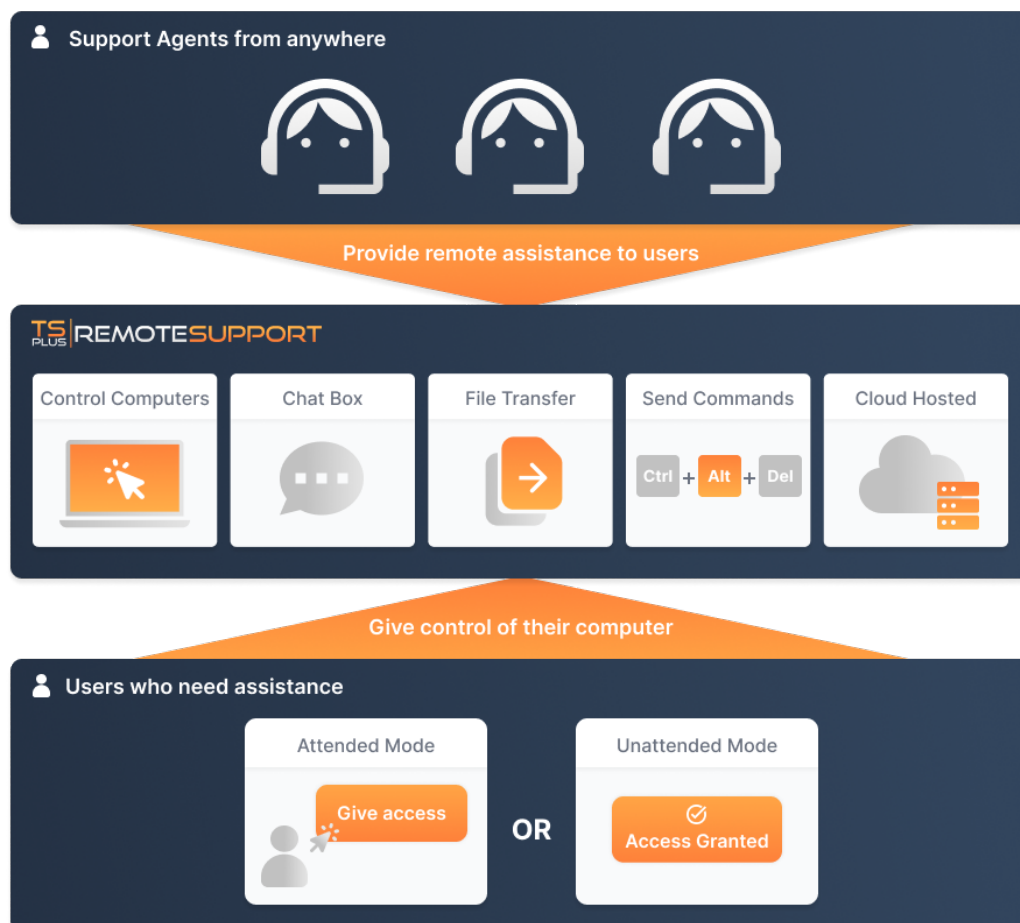 Support Agents from anywhere
Provide remote assistance to users
TS PLUS REMOTESUPPORT
Control Computers
Chat Box
File Transfer
Send Commands
Cloud Hosted
Ctrl + Alt + Del
Give control of their computer
Users who need assistance
Attended Mode
Unattended Mode
Give access
OR
Access Granted